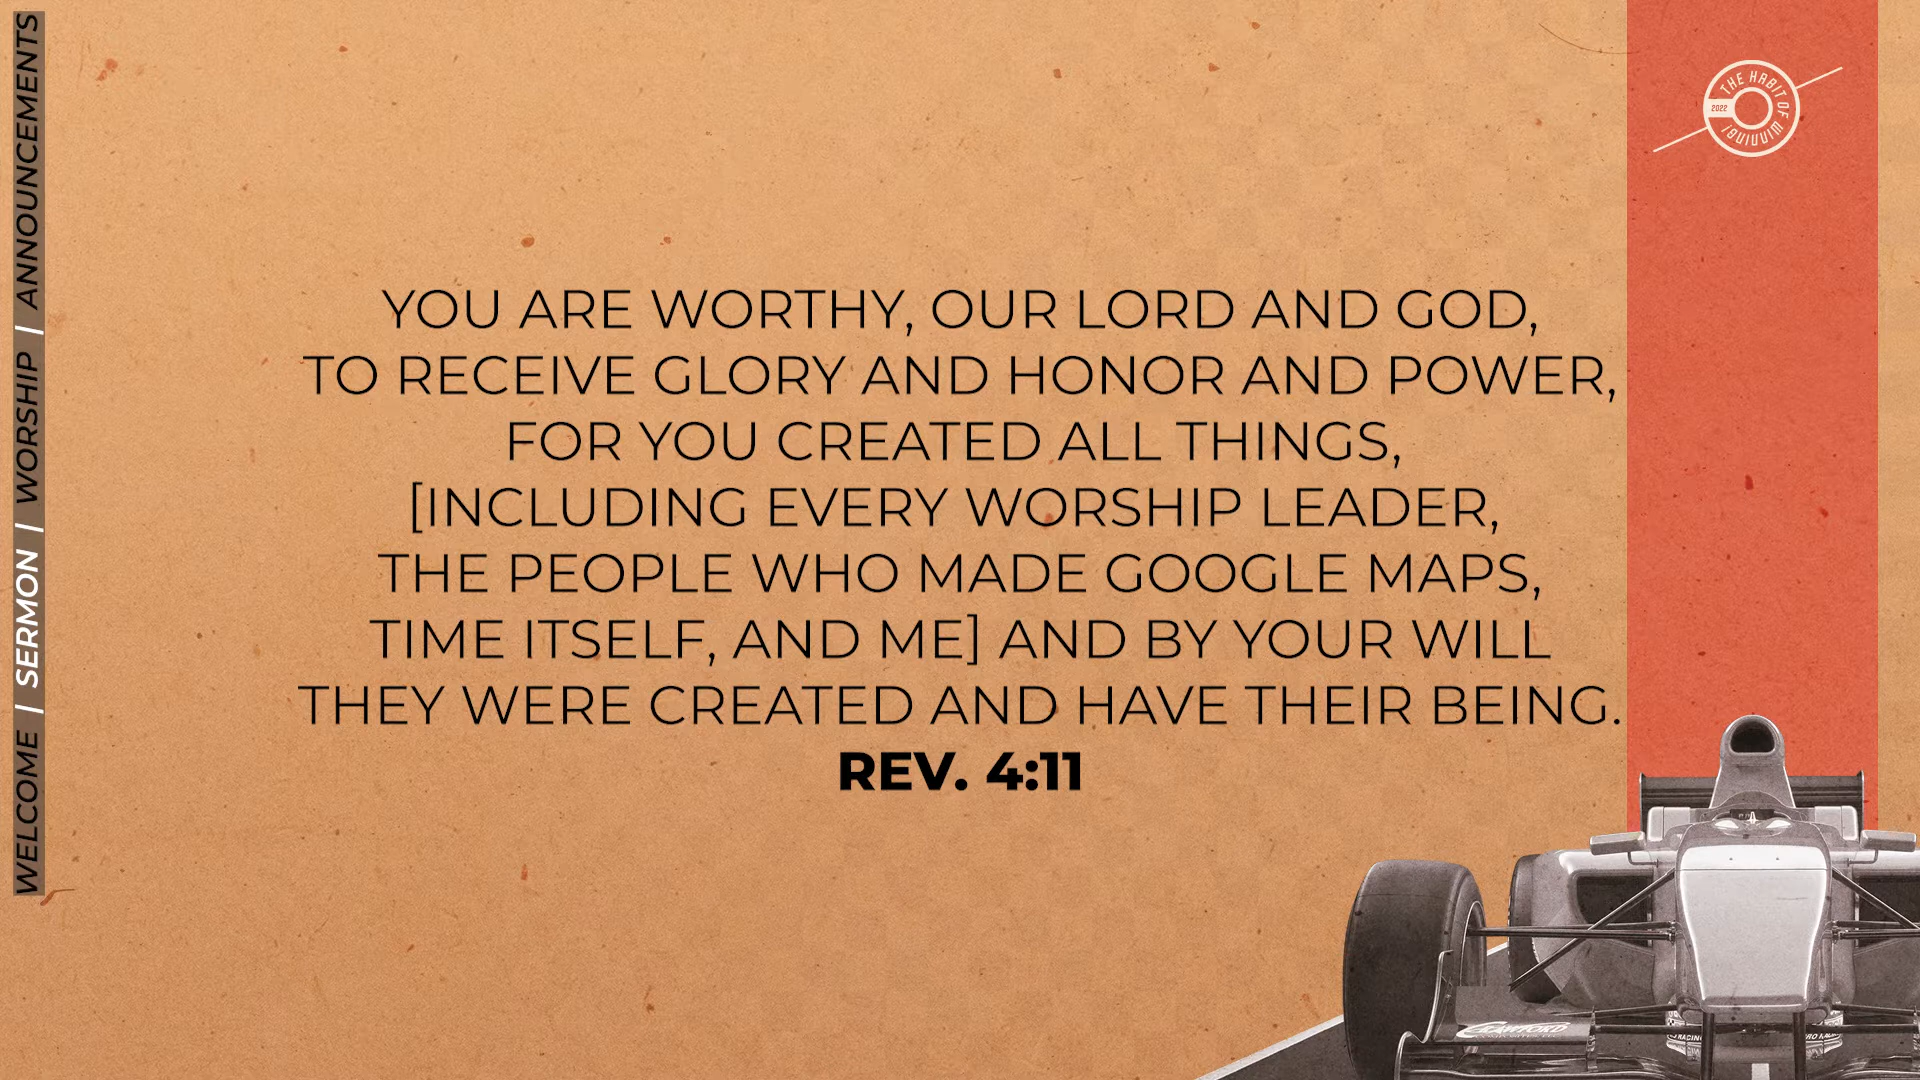 WELCOME | SERMON | WORSHIP | ANNOUNCEMENTS
THE HABIT OF WINNING!
2022
YOU ARE WORTHY, OUR LORD AND GOD,
TO RECEIVE GLORY AND HONOR AND POWER,
FOR YOU CREATED ALL THINGS,
[INCLUDING EVERY WORSHIP LEADER,
THE PEOPLE WHO MADE GOOGLE MAPS,
TIME ITSELF, AND ME] AND BY YOUR WILL
THEY WERE CREATED AND HAVE THEIR BEING.
REV. 4:11
CRAWFORD
RACING